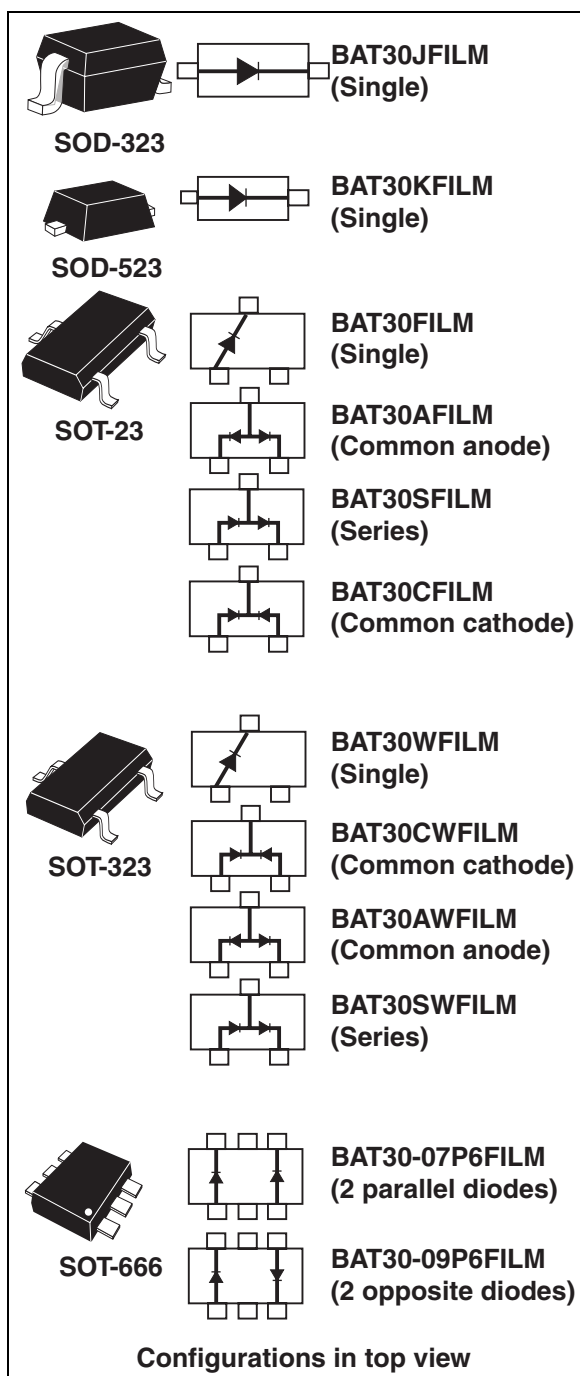 SOD-323
BAT30JFILM
(Single)
SOD-523
BAT30KFILM
(Single)
SOT-23
BAT30FILM
(Single)
BAT30AFILM
(Common anode)
BAT30SFILM
(Series)
BAT30CFILM
(Common cathode)
SOT-323
BAT30WFILM
(Single)
BAT30CWFILM
(Common cathode)
BAT30AWFILM
(Common anode)
BAT30SWFILM
(Series)
SOT-666
BAT30-07P6FILM
(2 parallel diodes)
BAT30-09P6FILM
(2 opposite diodes)
Configurations in top view